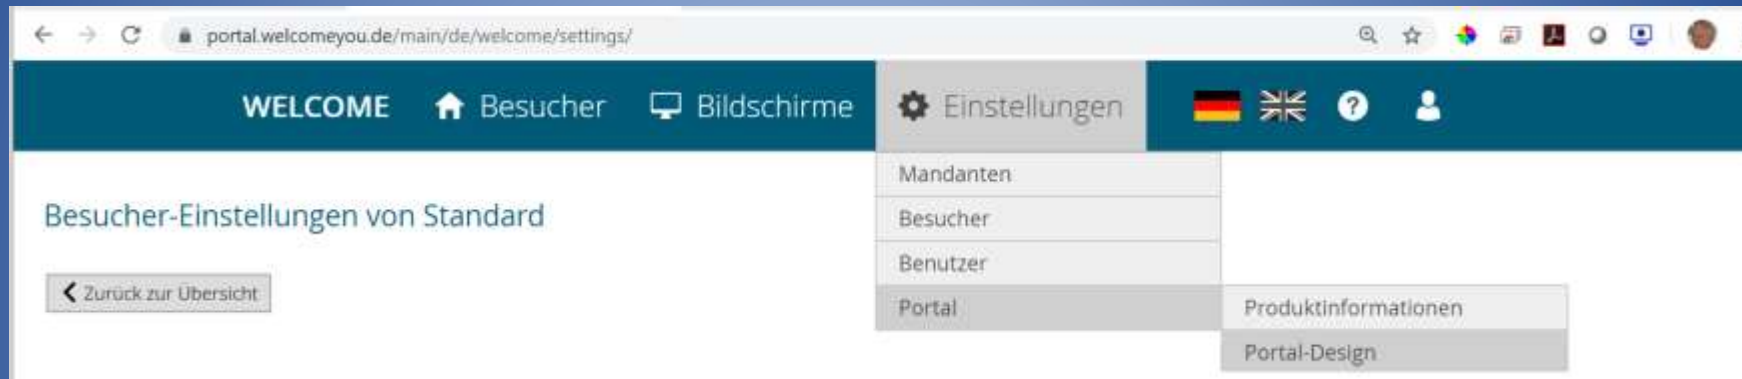 portal.welcomeyou.de/main/de/welcome/settings/
WELCOME Besucher Bildschirme Einstellungen ?
Mandanten
Besucher-Einstellungen von Standard
Besucher
Benutzer
Zurück zur Übersicht
Portal
Produktinformationen
Portal-Design